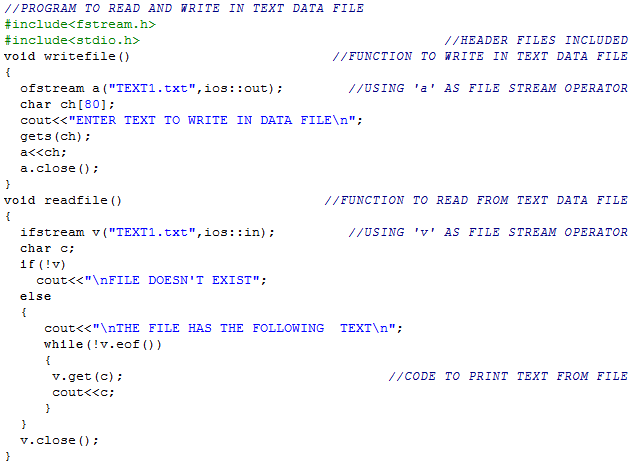 //PROGRAM TO READ AND WRITE IN TEXT DATA FILE
#include<fstream.h>
#include<stdio.h> //HEADER FILES INCLUDED
void writefile() //FUNCTION TO WRITE IN TEXT DATA FILE
{
ofstream a("TEXT1.txt",ios::out); //USING 'a' AS FILE STREAM OPERATOR
char ch[80];
cout<<"ENTER TEXT TO WRITE IN DATA FILE\n";
gets(ch);
a<<ch;
a.close();
}
void readfile() //FUNCTION TO READ FROM TEXT DATA FILE
{
ifstream v("TEXT1.txt",ios::in); //USING 'v' AS FILE STREAM OPERATOR
char c;
if(!v)
cout<<"\nFILE DOESN'T EXIST";
else
{
cout<<"\nTHE FILE HAS THE FOLLOWING  TEXT\n";
while(!v.eof())
{
v.get(c); //CODE TO PRINT TEXT FROM FILE
cout<<c;
}
}
v.close();
}